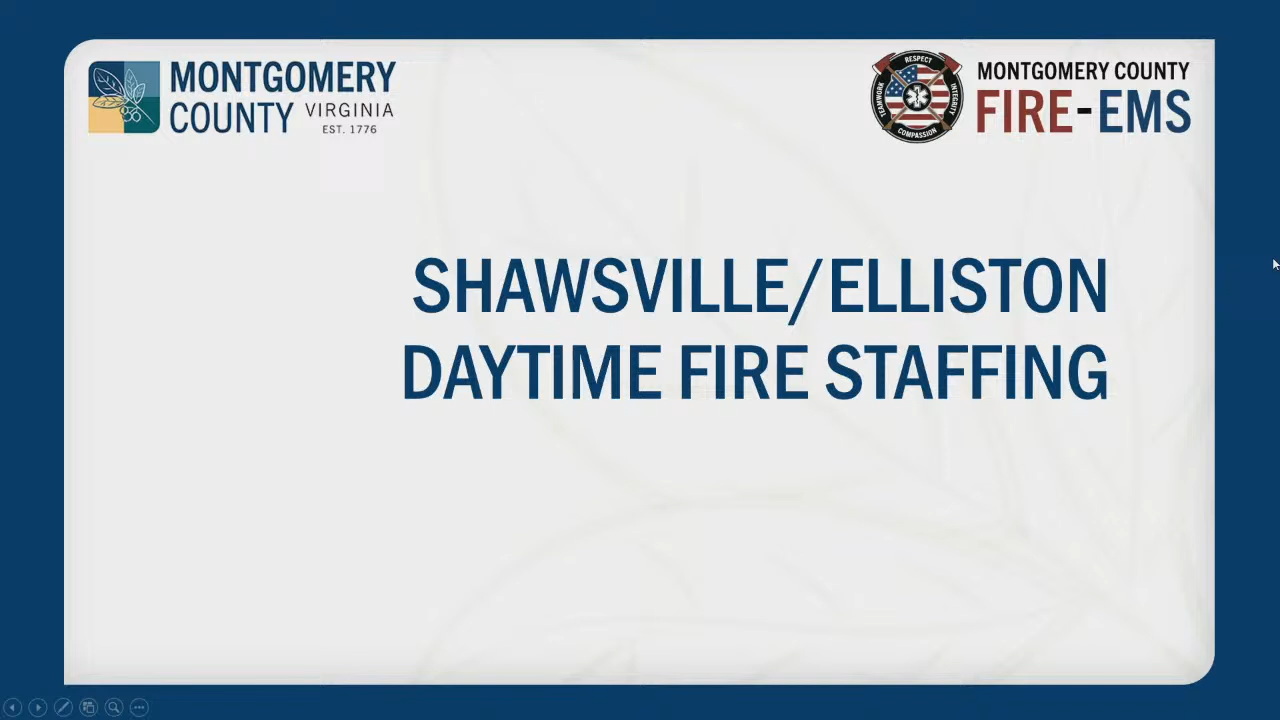 MONTGOMERY
COUNTY VIRGINIA
EST. 1776
RESPECT
TEAMWORK
INTEGRITY
COMPASSION
MONTGOMERY COUNTY
FIRE-EMS
SHAWSVILLE/ELLISTON
DAYTIME FIRE STAFFING